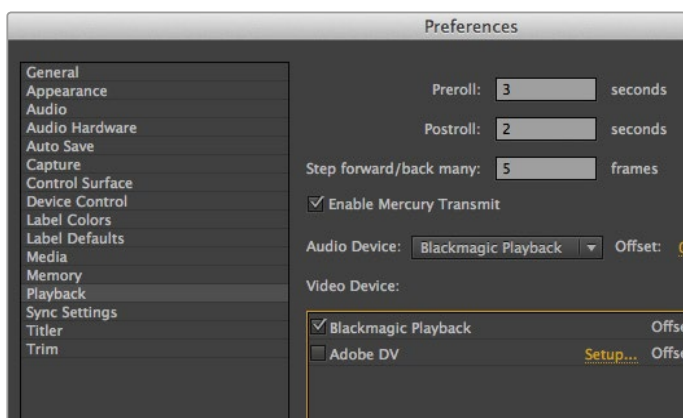 Preferences
General
Appearance
Audio
Audio Hardware
Auto Save
Capture
Control Surface
Device Control
Label Colors
Label Defaults
Media
Memory
Playback
Sync Settings
Titler
Trim
Preroll: 3 seconds
Postroll: 2 seconds
Step forward/back many: 5 frames
Enable Mercury Transmit
Audio Device: Blackmagic Playback Offset:
Video Device:
Blackmagic Playback
Adobe DV Setup...